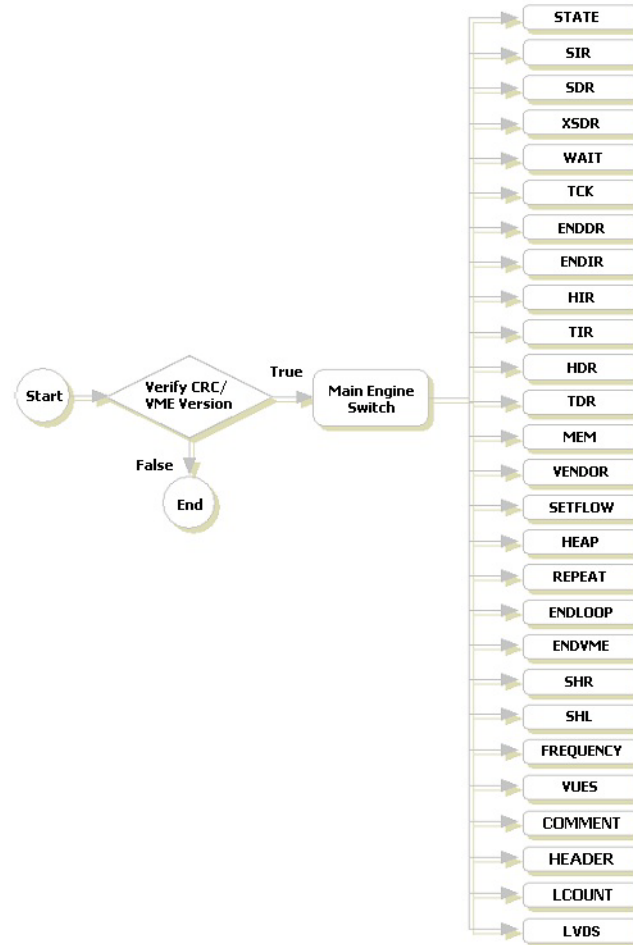 Start
Verify CRC/
VME Version
True
False
End
Main Engine
Switch
STATE
SIR
SDR
XSDR
WAIT
TCK
ENDDR
ENDIR
HIR
TIR
HDR
TDR
MEM
VENDOR
SETFLOW
HEAP
REPEAT
ENDLOOP
ENDVME
SHR
SHL
FREQUENCY
VUES
COMMENT
HEADER
LCOUNT
LVDS